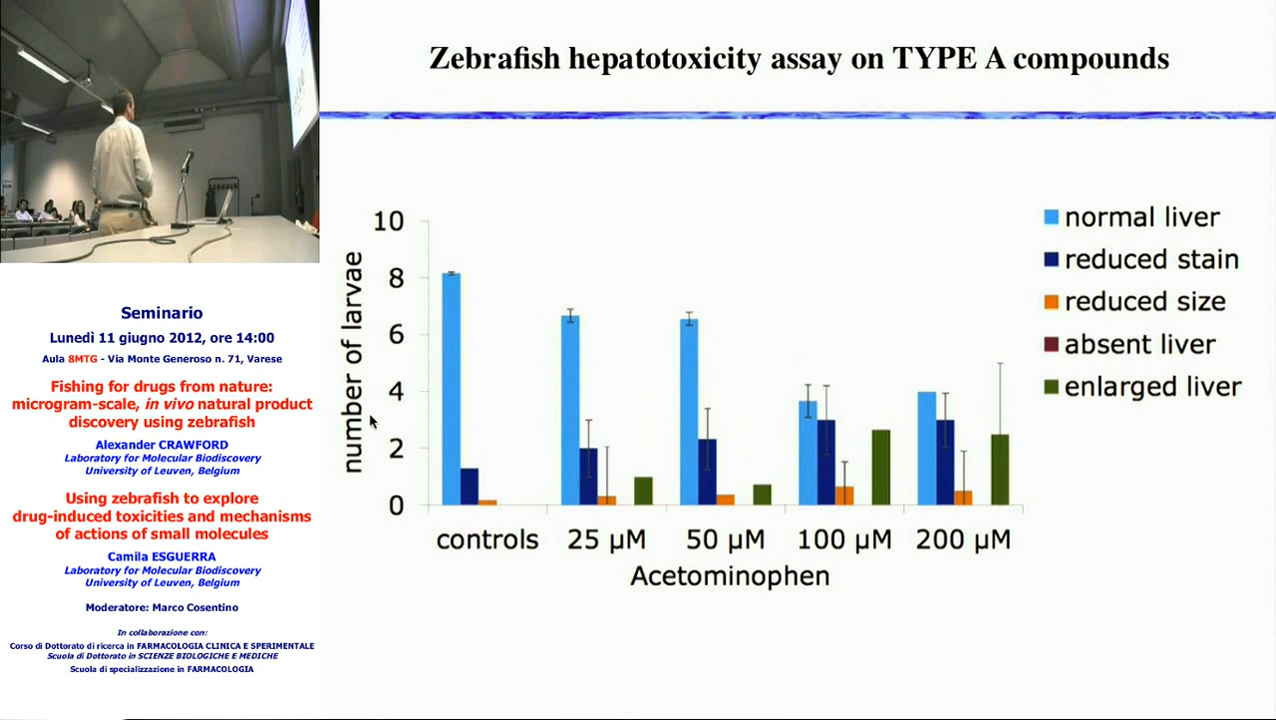 Zebrafish hepatotoxicity assay on TYPE A compounds
Seminario
Lunedì 11 giugno 2012, ore 14:00
Aula 8MTG - Via Monte Generoso n. 71, Varese
Fishing for drugs from nature:
microgram-scale, in vivo natural product
discovery using zebrafish
Alexander CRAWFORD
Laboratory for Molecular Biodiscovery
University of Leuven, Belgium
Using zebrafish to explore
drug-induced toxicities and mechanisms
of actions of small molecules
Camila ESGUERRA
Laboratory for Molecular Biodiscovery
University of Leuven, Belgium
Moderatore: Marco Cosentino
In collaborazione con:
Corso di Dottorato di ricerca in FARMACOLOGIA CLINICA E SPERIMENTALE
Scuola di Dottorato in SCIENZE BIOLOGICHE E MEDICHE
Scuola di specializzazione in FARMACOLOGIA
number of larvae
10
8
6
4
2
0
controls
25 µM
50 µM
100 µM
200 µM
Acetominophen
normal liver
reduced stain
reduced size
absent liver
enlarged liver